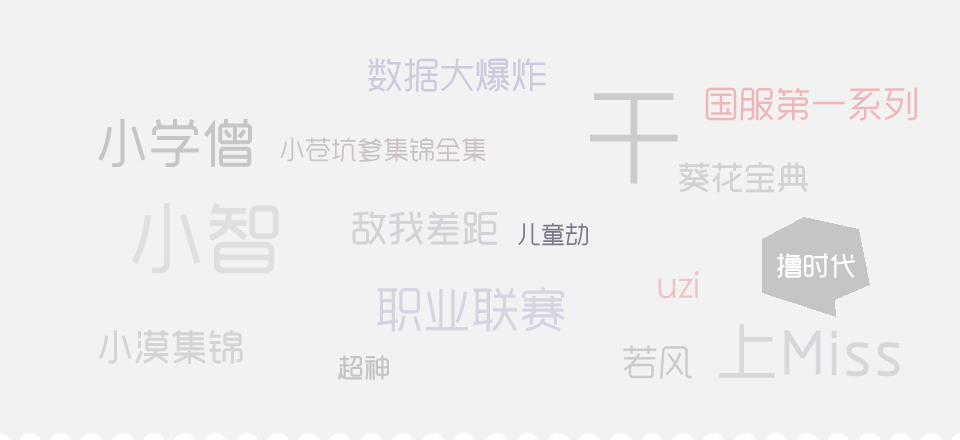 数据大爆炸
干
国服第一系列
小学僧
小苍坑爹集锦全集
葵花宝典
小智
敌我差距
儿童劫
撸时代
uzi
职业联赛
小漠集锦
超神
若风
上Miss